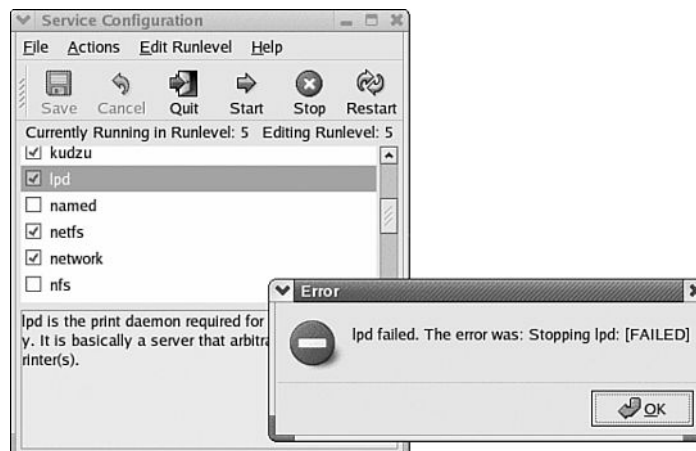 Service Configuration
File Actions Edit Runlevel Help
Save Cancel Quit Start Stop Restart
Currently Running in Runlevel: 5 Editing Runlevel: 5
kudzu
lpd
named
netfs
network
nfs
lpd is the print daemon required for
y. It is basically a server that arbitra
rinter(s).
Error
lpd failed. The error was: Stopping lpd: [FAILED]
OK